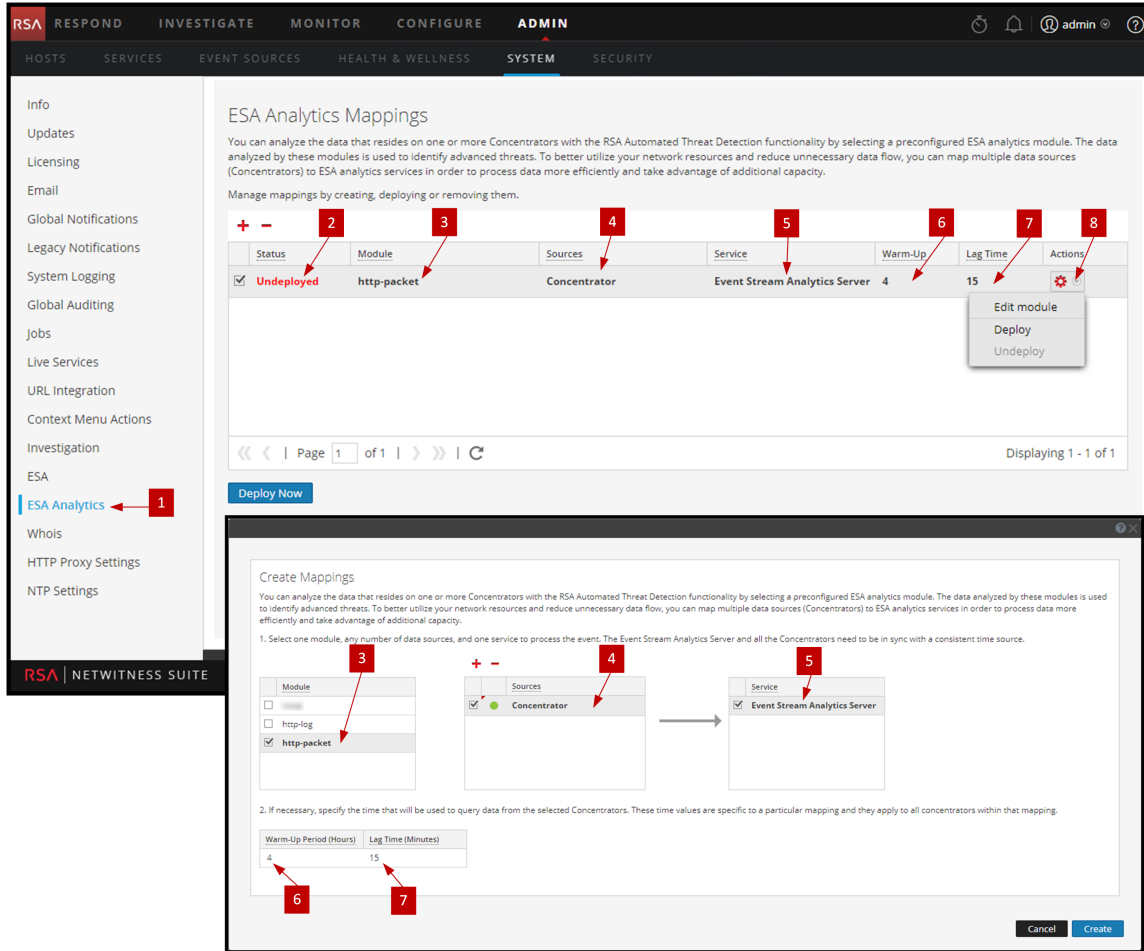 RSA RESPOND INVESTIGATE MONITOR CONFIGURE ADMIN admin ?
HOSTS SERVICES EVENT SOURCES HEALTH & WELLNESS SYSTEM SECURITY
Info
Updates
Licensing
Email
Global Notifications
Legacy Notifications
System Logging
Global Auditing
Jobs
Live Services
URL Integration
Context Menu Actions
Investigation
ESA
ESA Analytics
1
Whois
HTTP Proxy Settings
NTP Settings
RSA | NETWITNESS SUITE
ESA Analytics Mappings
You can analyze the data that resides on one or more Concentrators with the RSA Automated Threat Detection functionality by selecting a preconfigured ESA analytics module. The data
analyzed by these modules is used to identify advanced threats. To better utilize your network resources and reduce unnecessary data flow, you can map multiple data sources
(Concentrators) to ESA analytics services in order to process data more efficiently and take advantage of additional capacity.
Manage mappings by creating, deploying or removing them.
+ − 2 3 4 5 6 7 8
Status Module Sources Service Warm-Up Lag Time Actions
Undeployed http-packet Concentrator Event Stream Analytics Server 4 15
Edit module
Deploy
Undeploy
| Page 1 of 1 | | Displaying 1 - 1 of 1
Deploy Now
?
Create Mappings
You can analyze the data that resides on one or more Concentrators with the RSA Automated Threat Detection functionality by selecting a preconfigured ESA analytics module. The data analyzed by these modules is used
to identify advanced threats. To better utilize your network resources and reduce unnecessary data flow, you can map multiple data sources (Concentrators) to ESA analytics services in order to process data more
efficiently and take advantage of additional capacity.
1. Select one module, any number of data sources, and one service to process the event. The Event Stream Analytics Server and all the Concentrators need to be in sync with a consistent time source.
3
+ − 4 5
Module
http-log
http-packet
Sources
Concentrator
Service
Event Stream Analytics Server
2. If necessary, specify the time that will be used to query data from the selected Concentrators. These time values are specific to a particular mapping and they apply to all concentrators within that mapping.
Warm-Up Period (Hours) Lag Time (Minutes)
4 15
6 7
Cancel Create